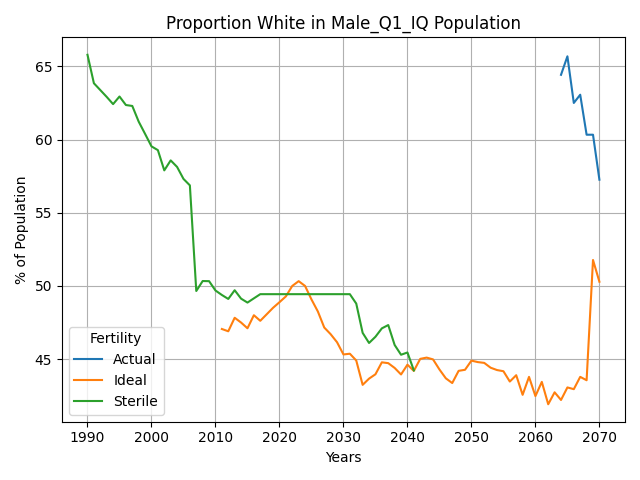 Proportion White in Male_Q1_IQ Population
% of Population
65
60
55
50
45
Fertility
Actual
Ideal
Sterile
1990 2000 2010 2020 2030 2040 2050 2060 2070
Years